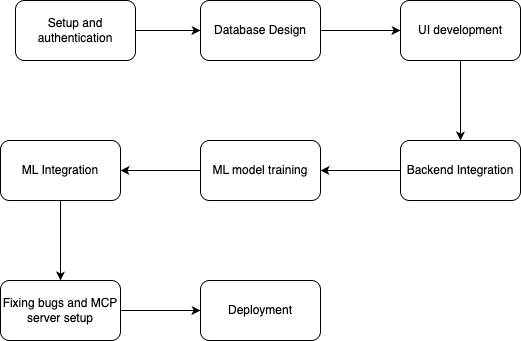 Setup and
authentication
Database Design
UI development
ML Integration
ML model training
Backend Integration
Fixing bugs and MCP
server setup
Deployment